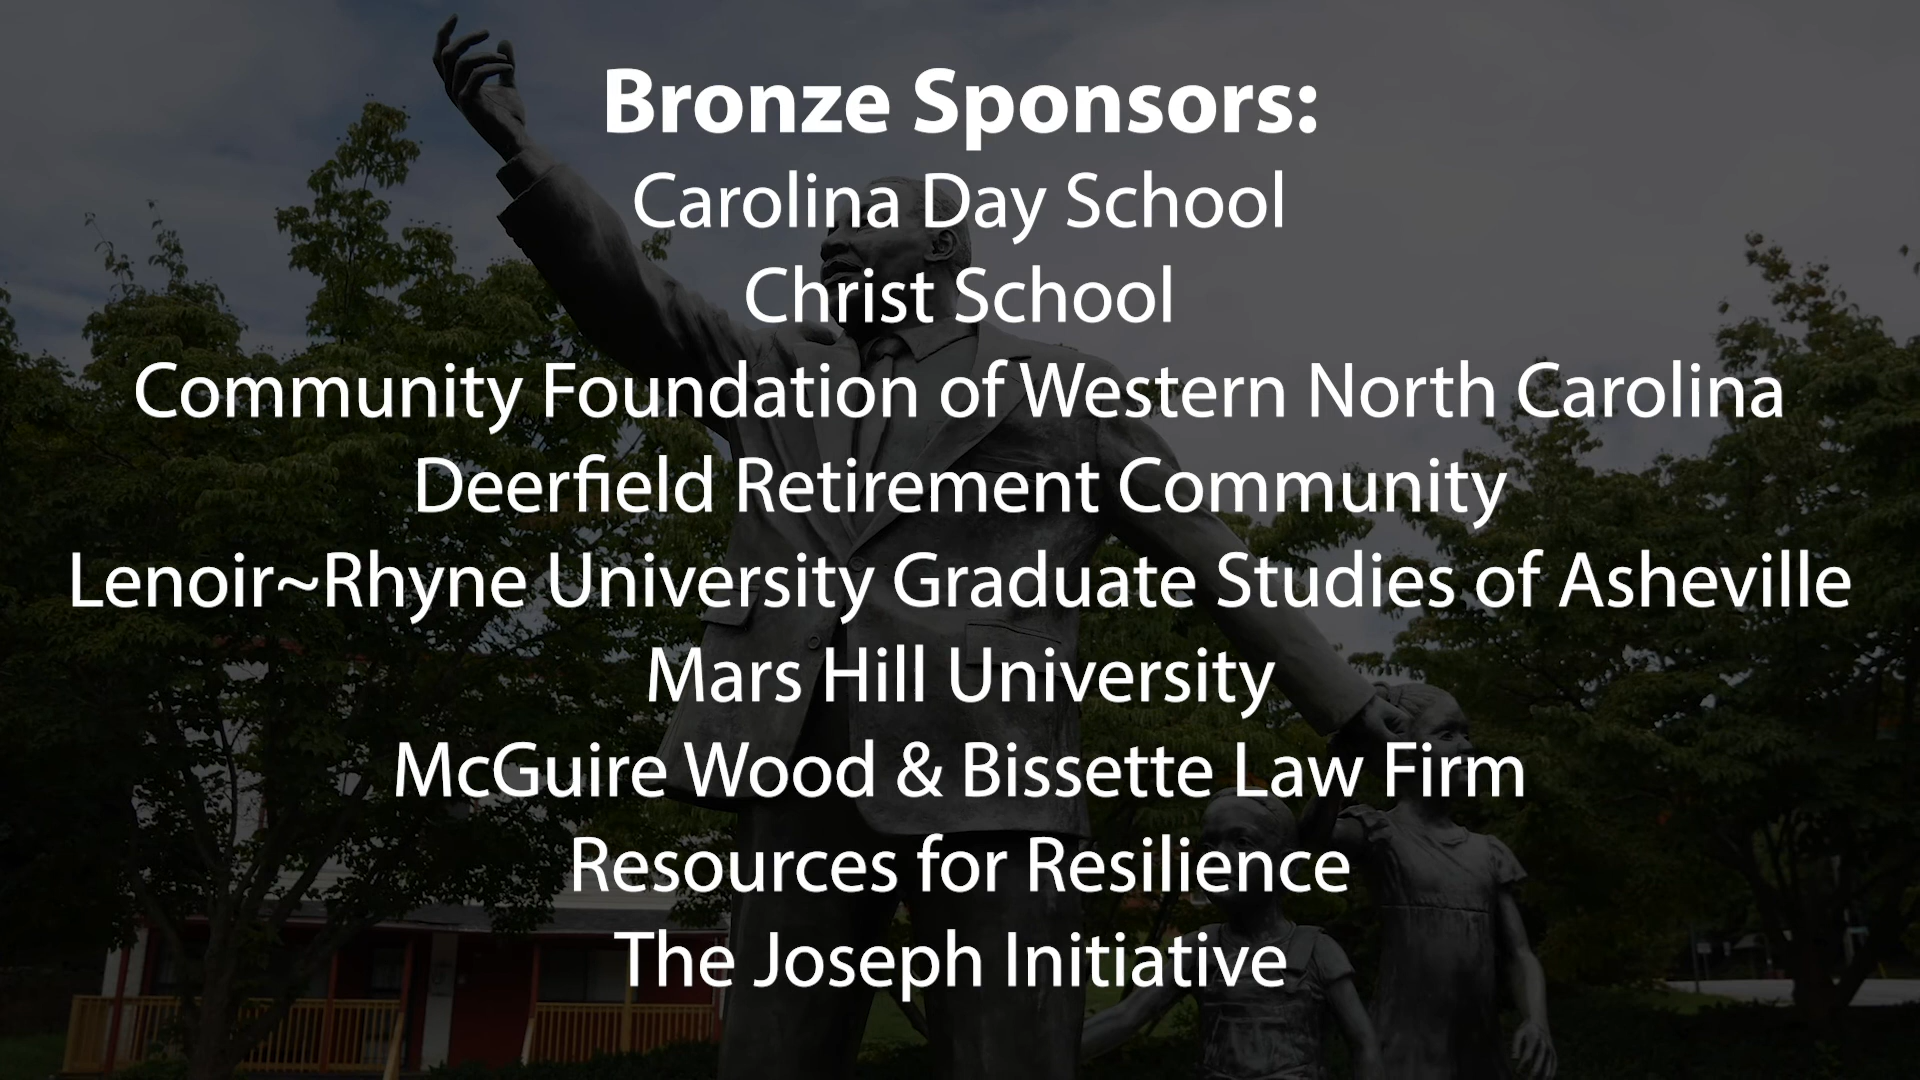 Bronze Sponsors:
Carolina Day School
Christ School
Community Foundation of Western North Carolina
Deerfield Retirement Community
Lenoir~Rhyne University Graduate Studies of Asheville
Mars Hill University
McGuire Wood & Bissette Law Firm
Resources for Resilience
The Joseph Initiative